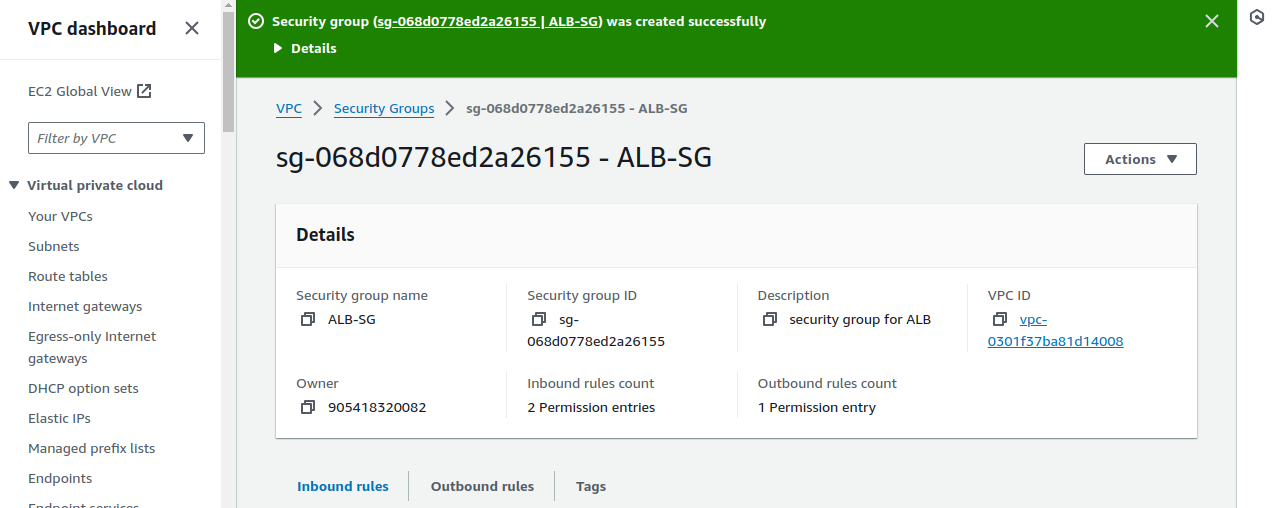 VPC dashboard
EC2 Global View
Filter by VPC
Virtual private cloud
Your VPCs
Subnets
Route tables
Internet gateways
Egress-only Internet
gateways
DHCP option sets
Elastic IPs
Managed prefix lists
Endpoints
Endpoint services
Security group (sg-068d0778ed2a26155 | ALB-SG) was created successfully
Details
VPC
Security Groups
sg-068d0778ed2a26155 - ALB-SG
sg-068d0778ed2a26155 - ALB-SG
Actions
Details
Security group name
ALB-SG
Security group ID
sg-
068d0778ed2a26155
Description
security group for ALB
VPC ID
vpc-
0301f37ba81d14008
Owner
905418320082
Inbound rules count
2 Permission entries
Outbound rules count
1 Permission entry
Inbound rules
Outbound rules
Tags